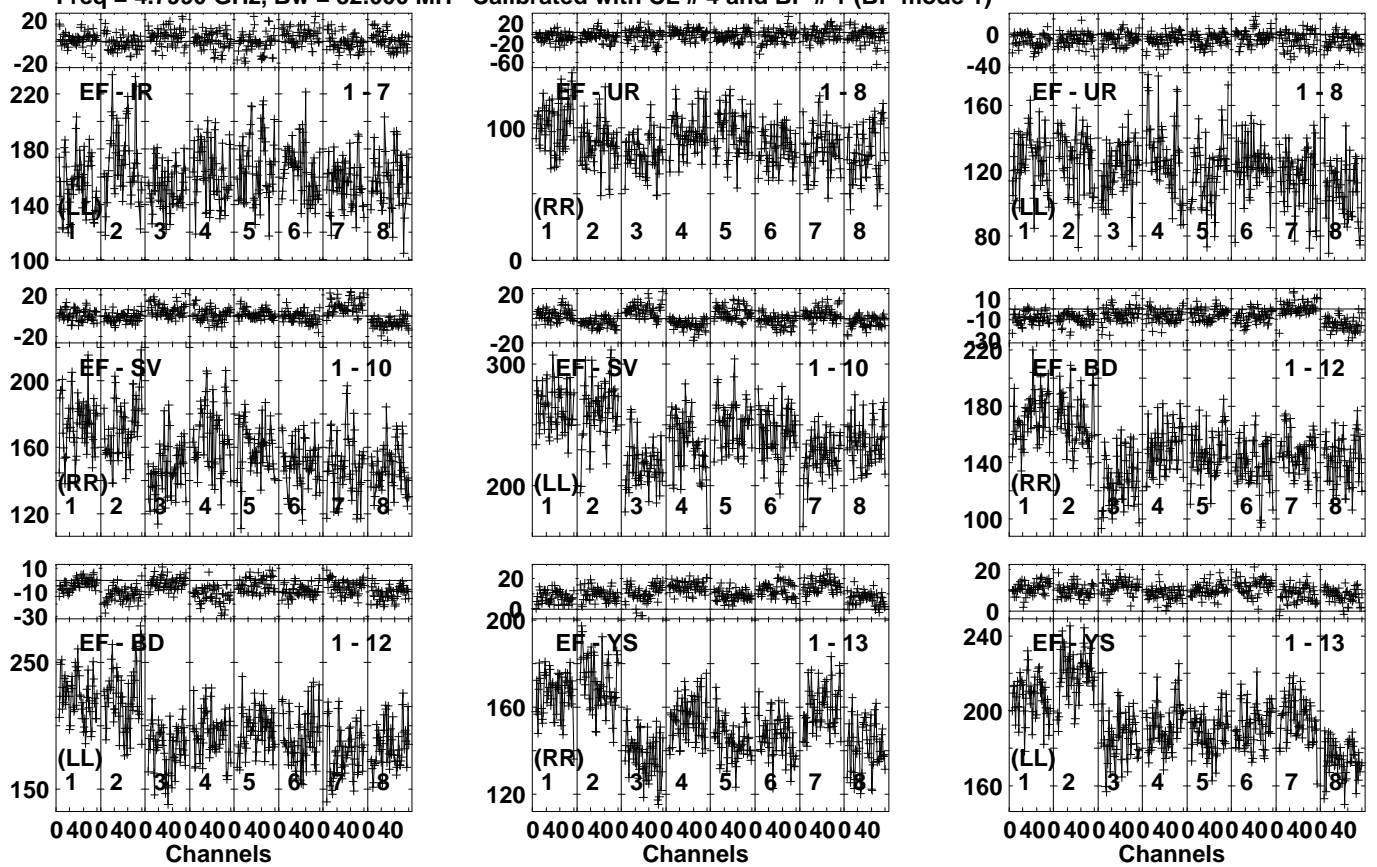 Freq = 4.7990 GHz, Bw = 32.000 MH Calibrated with CL # 4 and BP # 1 (BP mode 1)
20
-20
EF - IR 1 - 7
220
180
140
100
(LL)
1 2 3 4 5 6 7 8
20
-20
-60
EF - UR 1 - 8
100
0
(RR)
1 2 3 4 5 6 7 8
0
-40
EF - UR 1 - 8
160
120
80
(LL)
1 2 3 4 5 6 7 8
20
-20
EF - SV 1 - 10
200
160
120
(RR)
1 2 3 4 5 6 7 8
20
-20
EF - SV 1 - 10
300
200
(LL)
1 2 3 4 5 6 7 8
10
-10
-30
EF - BD 1 - 12
220
180
140
100
(RR)
1 2 3 4 5 6 7 8
10
-10
-30
EF - BD 1 - 12
250
150
(LL)
1 2 3 4 5 6 7 8
0 40 0 40 0 40 0 40 0 40 0 40 0 40 0 40
Channels
20
0
EF - YS 1 - 13
200
160
120
(RR)
1 2 3 4 5 6 7 8
0 40 0 40 0 40 0 40 0 40 0 40 0 40 0 40
Channels
20
0
EF - YS 1 - 13
240
200
160
(LL)
1 2 3 4 5 6 7 8
0 40 0 40 0 40 0 40 0 40 0 40 0 40 0 40
Channels